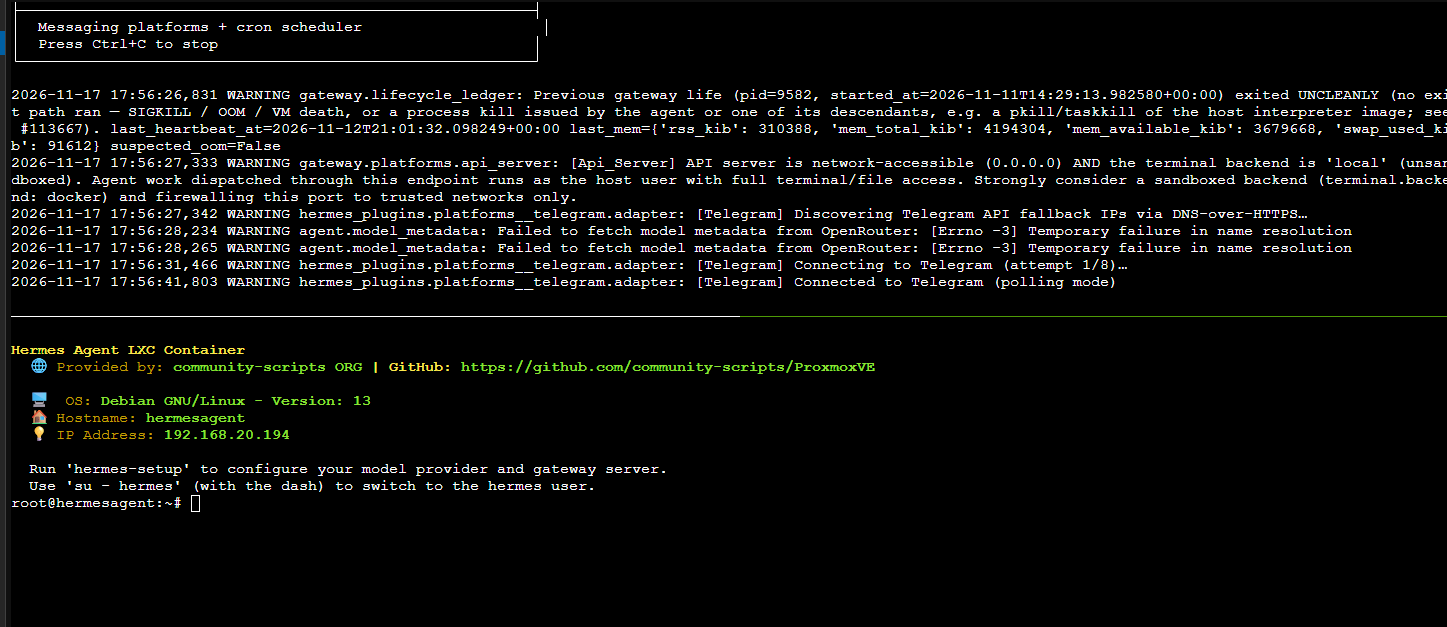 Messaging platforms + cron scheduler
Press Ctrl+C to stop
2026-11-17 17:56:26,831 WARNING gateway.lifecycle_ledger: Previous gateway life (pid=9582, started_at=2026-11-11T14:29:13.982580+00:00) exited UNCLEANLY (no exi
t path ran — SIGKILL / OOM / VM death, or a process kill issued by the agent or one of its descendants, e.g. a pkill/taskkill of the host interpreter image; see
#113667). last_heartbeat_at=2026-11-12T21:01:32.098249+00:00 last_mem={'rss_kib': 310388, 'mem_total_kib': 4194304, 'mem_available_kib': 3679668, 'swap_used_ki
b': 91612} suspected_oom=False
2026-11-17 17:56:27,333 WARNING gateway.platforms.api_server: [Api_Server] API server is network-accessible (0.0.0.0) AND the terminal backend is 'local' (unsan
dboxed). Agent work dispatched through this endpoint runs as the host user with full terminal/file access. Strongly consider a sandboxed backend (terminal.backe
nd: docker) and firewalling this port to trusted networks only.
2026-11-17 17:56:27,342 WARNING hermes_plugins.platforms__telegram.adapter: [Telegram] Discovering Telegram API fallback IPs via DNS-over-HTTPS…
2026-11-17 17:56:28,234 WARNING agent.model_metadata: Failed to fetch model metadata from OpenRouter: [Errno -3] Temporary failure in name resolution
2026-11-17 17:56:28,265 WARNING agent.model_metadata: Failed to fetch model metadata from OpenRouter: [Errno -3] Temporary failure in name resolution
2026-11-17 17:56:31,466 WARNING hermes_plugins.platforms__telegram.adapter: [Telegram] Connecting to Telegram (attempt 1/8)…
2026-11-17 17:56:41,803 WARNING hermes_plugins.platforms__telegram.adapter: [Telegram] Connected to Telegram (polling mode)
Hermes Agent LXC Container
🌐 Provided by: community-scripts ORG | GitHub: https://github.com/community-scripts/ProxmoxVE
🖥️ OS: Debian GNU/Linux - Version: 13
🏠 Hostname: hermesagent
💡 IP Address: 192.168.20.194
Run 'hermes-setup' to configure your model provider and gateway server.
Use 'su - hermes' (with the dash) to switch to the hermes user.
root@hermesagent:~#